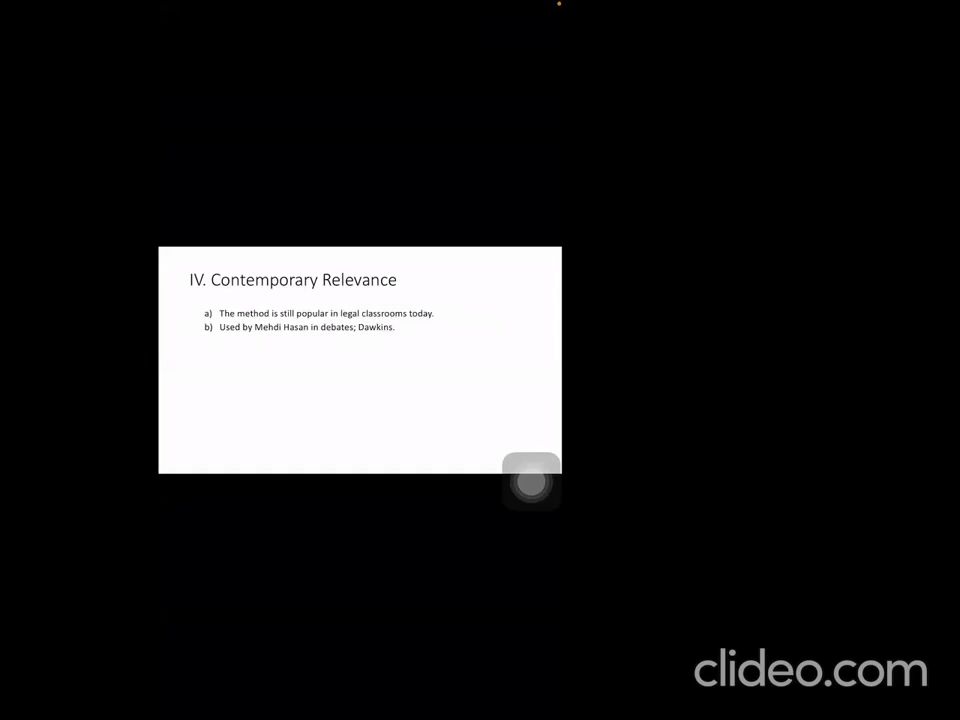 IV. Contemporary Relevance
a) The method is still popular in legal classrooms today.
b) Used by Mehdi Hasan in debates; Dawkins.
clideo.com